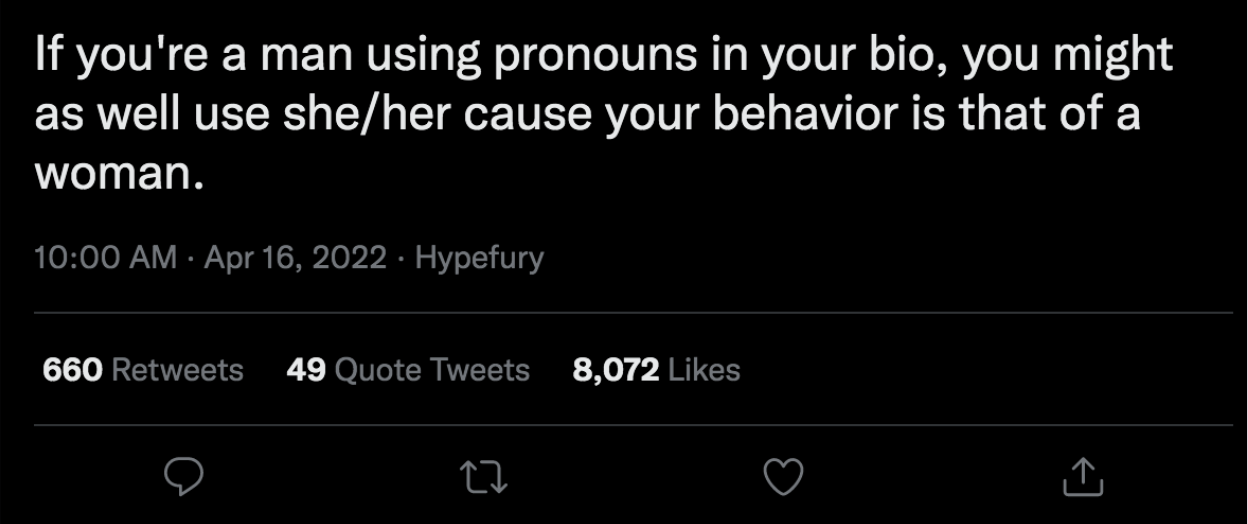 If you're a man using pronouns in your bio, you might
as well use she/her cause your behavior is that of a
woman.
10:00 AM · Apr 16, 2022 · Hypefury
660 Retweets 49 Quote Tweets 8,072 Likes